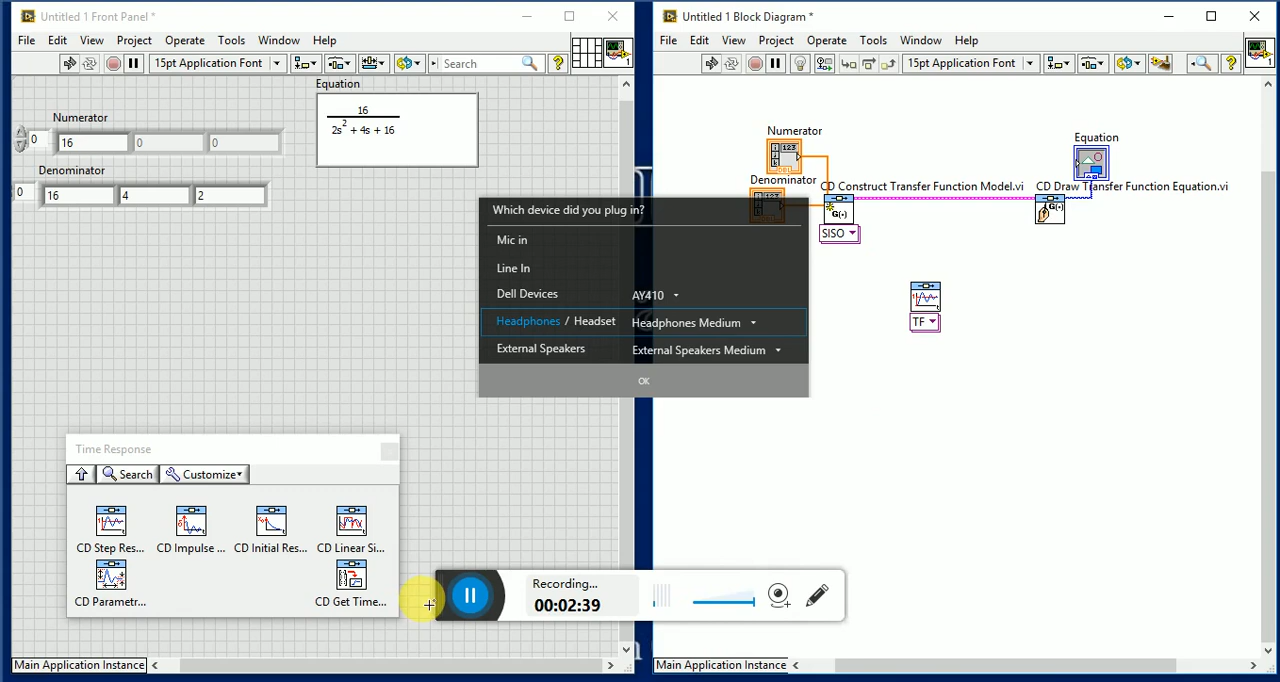 Untitled 1 Front Panel *
File Edit View Project Operate Tools Window Help
15pt Application Font
Search
?
1
Equation
16
2s² + 4s + 16
Numerator
0 16 0 0
Denominator
0 16 4 2
Time Response
Search Customize
CD Step Res... CD Impulse ... CD Initial Res... CD Linear Si...
CD Parametr... CD Get Time...
Main Application Instance
Which device did you plug in?
Mic in
Line In
Dell Devices AY410
Headphones / Headset Headphones Medium
External Speakers External Speakers Medium
OK
Recording...
00:02:39
Untitled 1 Block Diagram *
File Edit View Project Operate Tools Window Help
15pt Application Font
?
1
Numerator
123
DBL
Denominator
Equation
CD Construct Transfer Function Model.vi
CD Draw Transfer Function Equation.vi
G(•)
SISO
G(•)
TF
Main Application Instance